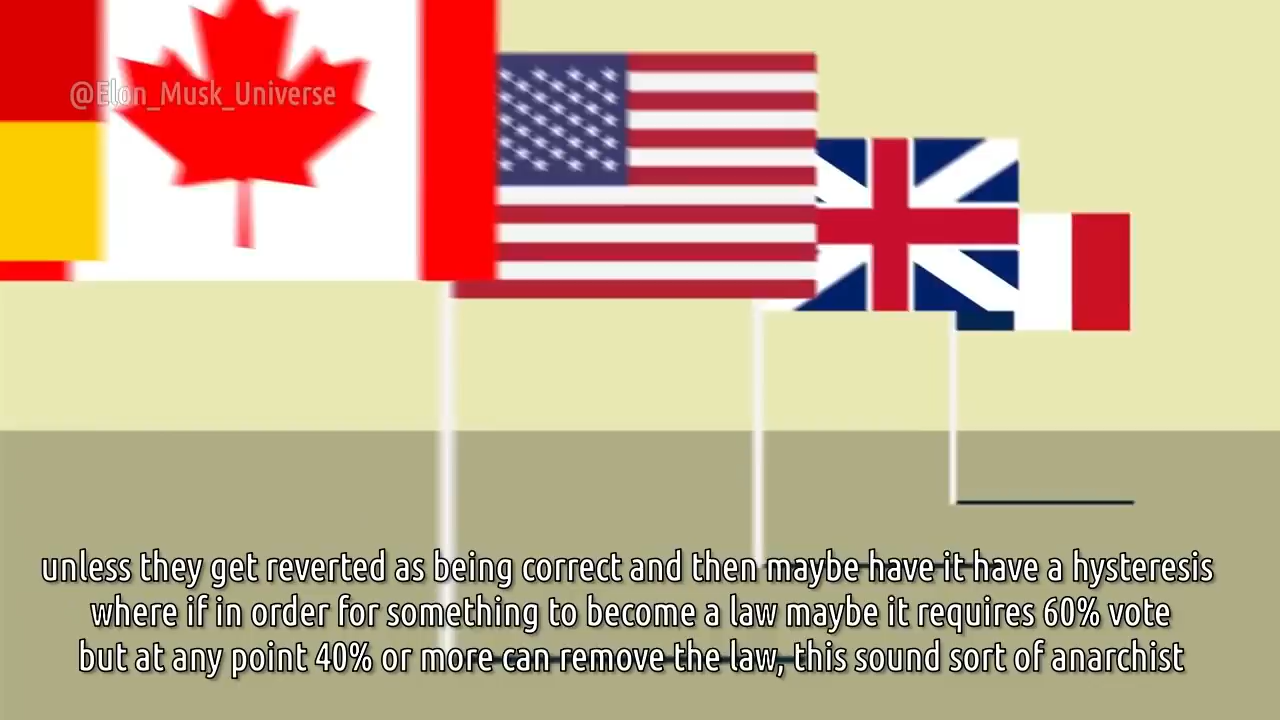 @Elon_Musk_Universe
unless they get reverted as being correct and then maybe have it have a hysteresis
where if in order for something to become a law maybe it requires 60% vote
but at any point 40% or more can remove the law, this sound sort of anarchist